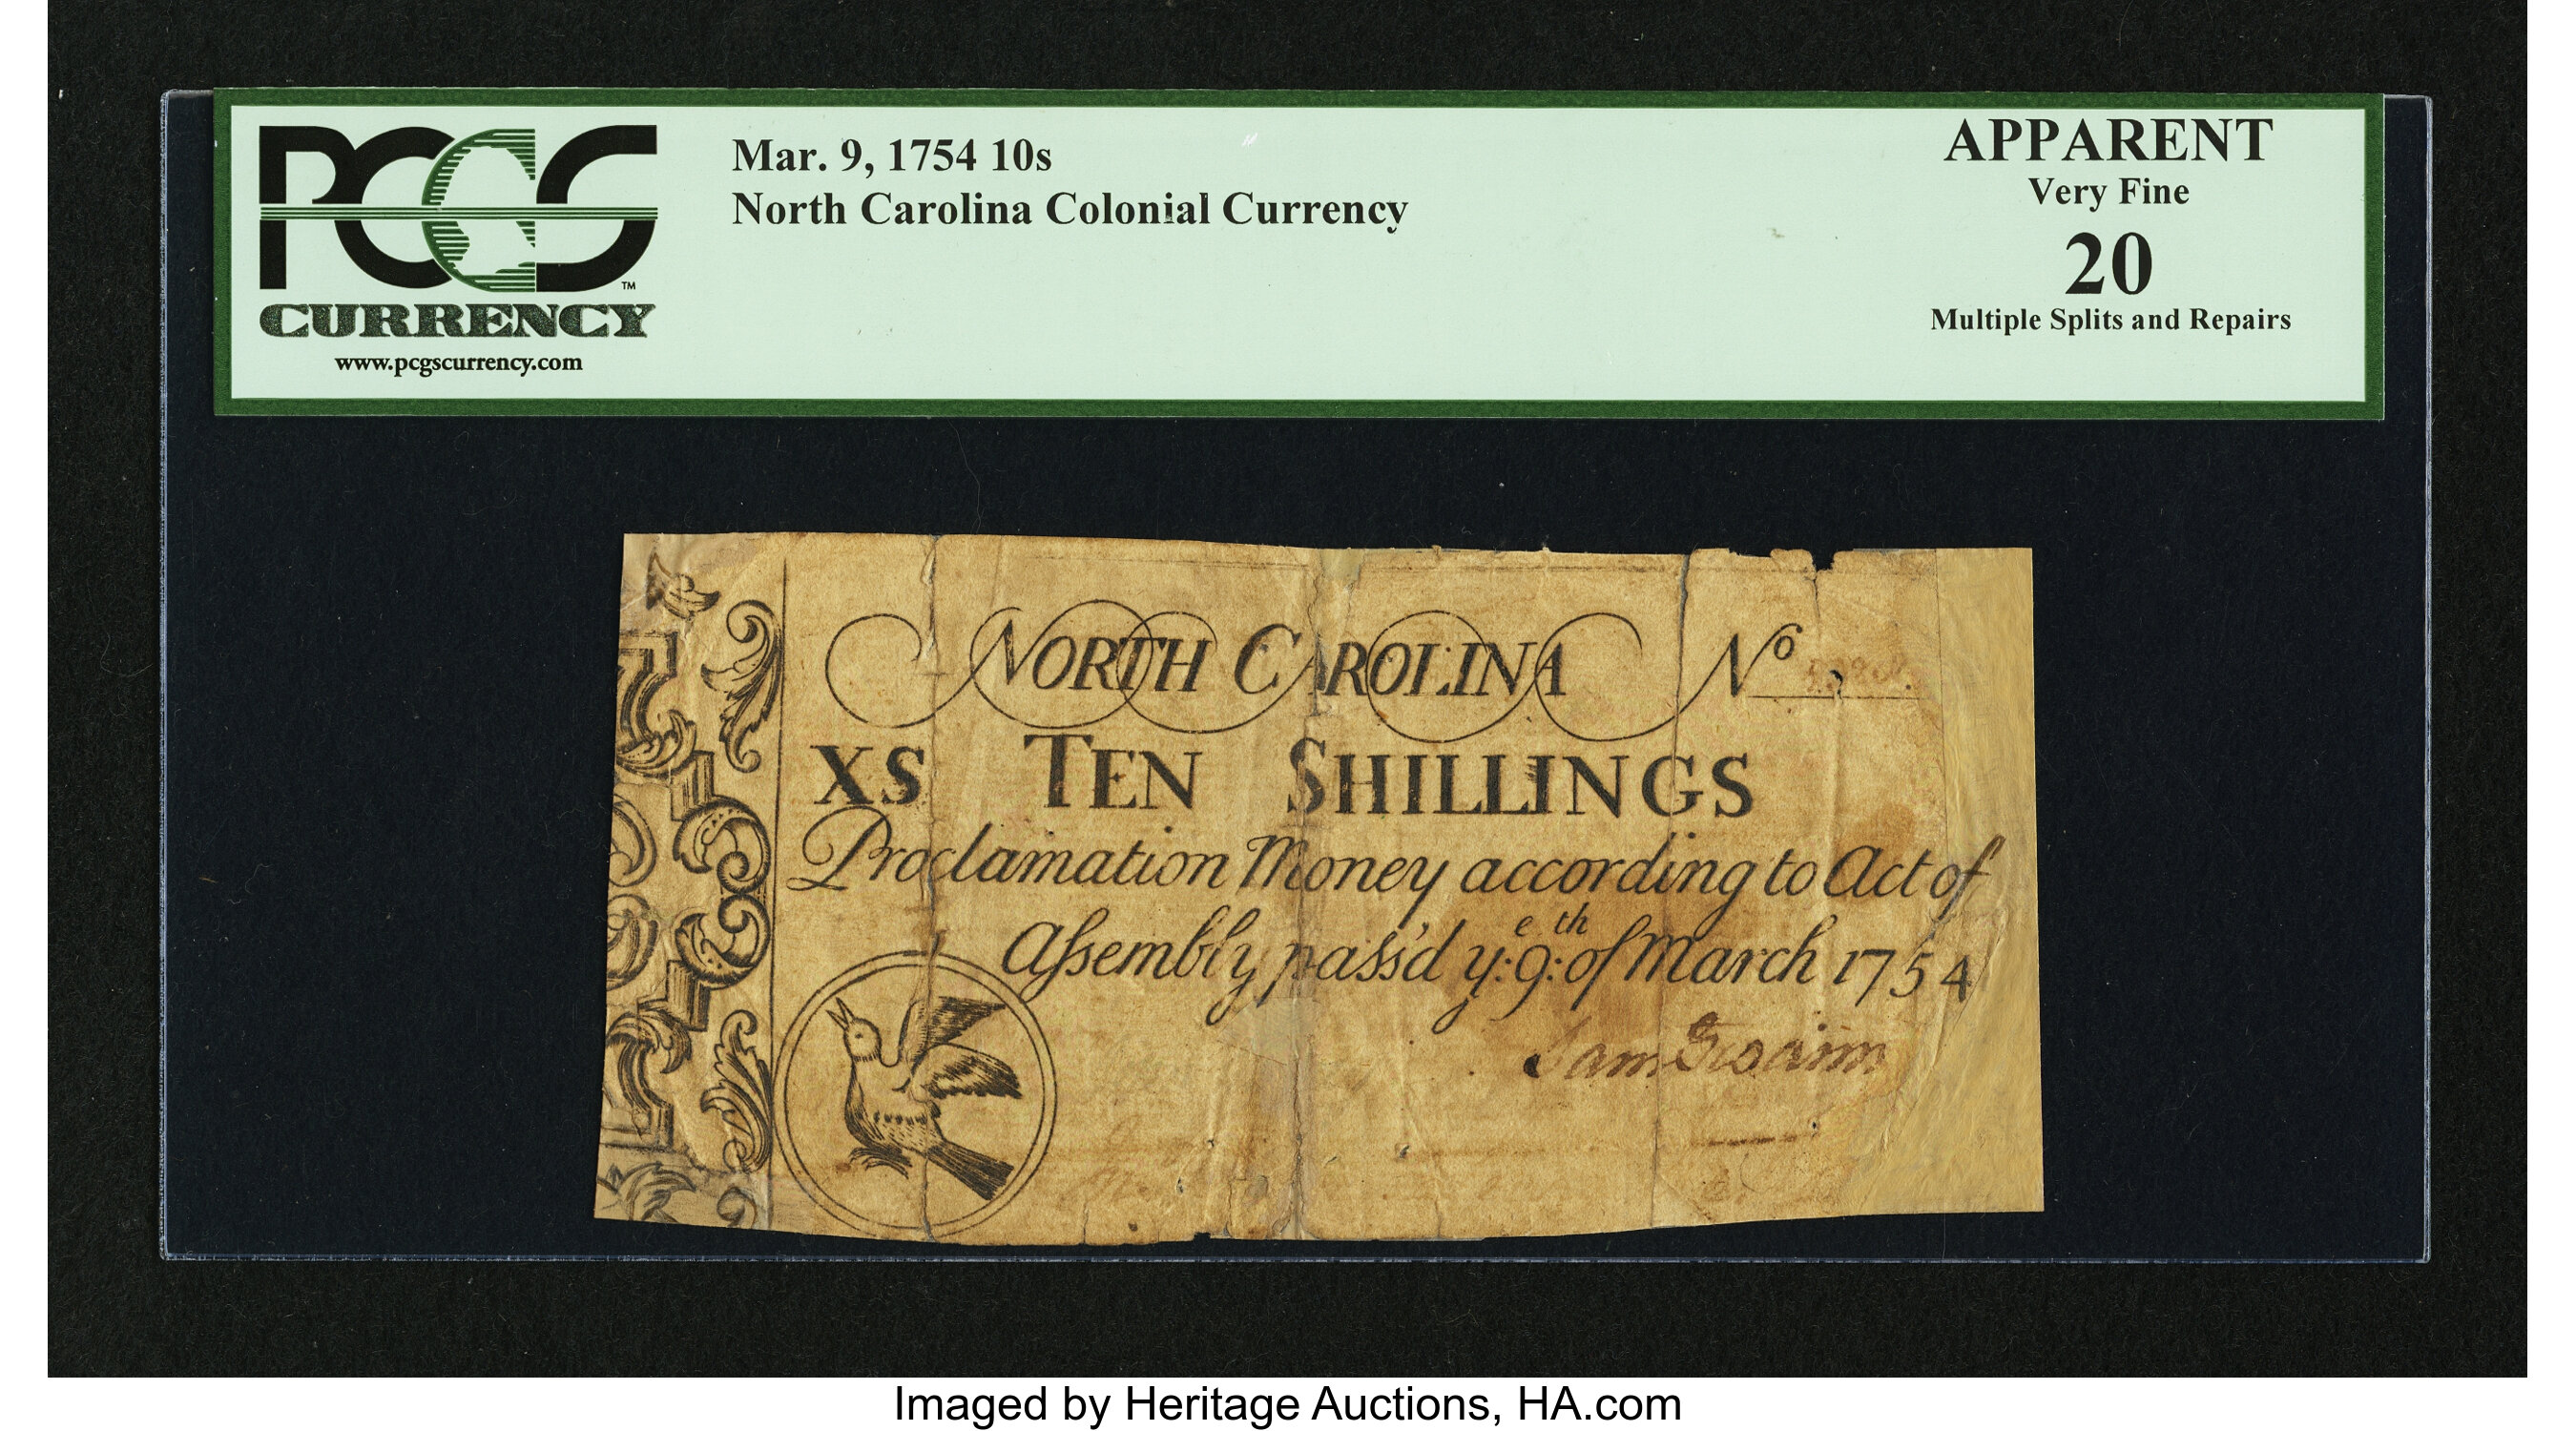 PCGS™
CURRENCY
www.pcgscurrency.com
Mar. 9, 1754 10s
North Carolina Colonial Currency
APPARENT
Very Fine
20
Multiple Splits and Repairs
NORTH CAROLINA No
XS TEN SHILLINGS
Proclamation Money according to Act of
Assembly pass'd ye: 9th: of March 1754
Sam
Imaged by Heritage Auctions, HA.com